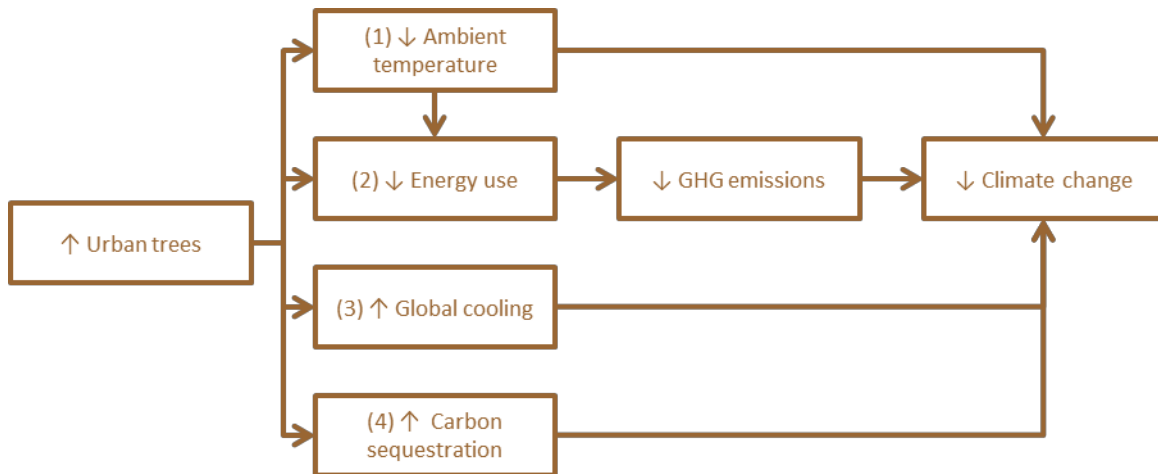 (1) ↓ Ambient
temperature
(2) ↓ Energy use
↓ GHG emissions
↓ Climate change
↑ Urban trees
(3) ↑ Global cooling
(4) ↑ Carbon
sequestration